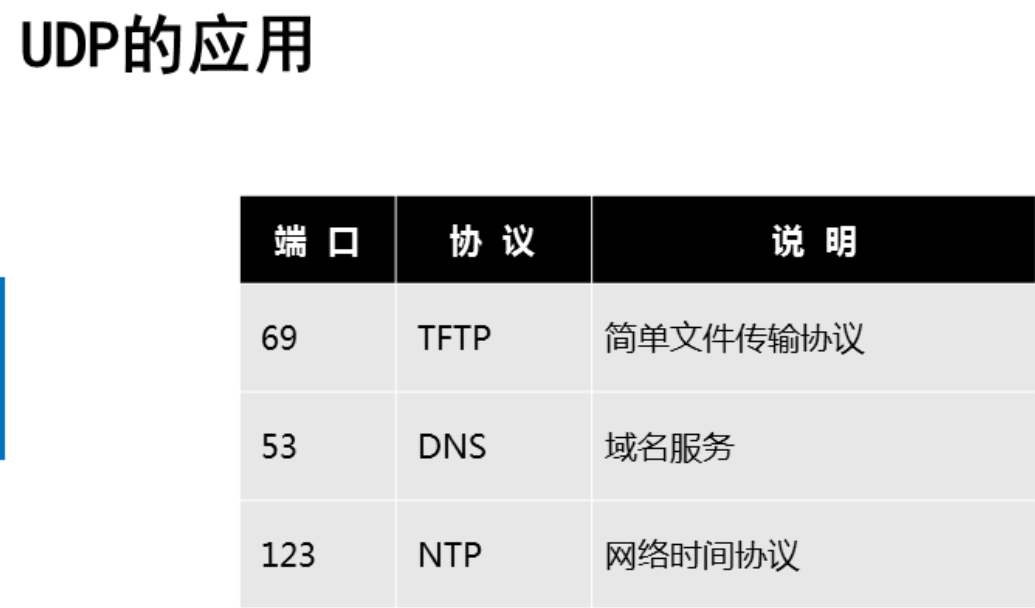 UDP的应用
端 口 协 议 说 明
69 TFTP 简单文件传输协议
53 DNS 域名服务
123 NTP 网络时间协议